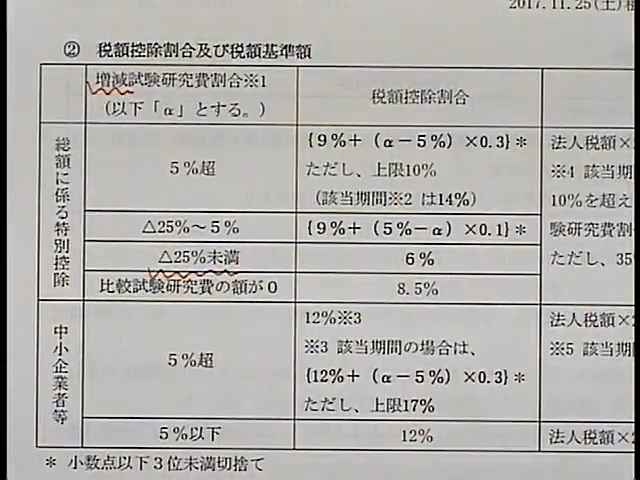 2017.11.25(土)
② 税額控除割合及び税額基準額
増減試験研究費割合※1
(以下「α」とする。)
税額控除割合
総額に係る特別控除
5%超
{9%+(α-5%)×0.3}*
ただし、上限10%
(該当期間※2 は14%)
法人税額×
※4 該当期
10%を超え
験研究費割
ただし、35
△25%~5%
{9%+(5%-α)×0.1}*
△25%未満
6%
比較試験研究費の額が0
8.5%
中小企業者等
5%超
12%※3
※3 該当期間の場合は、
{12%+(α-5%)×0.3}*
ただし、上限17%
法人税額×2
※5 該当期
5%以下
12%
法人税額×2
* 小数点以下3位未満切捨て